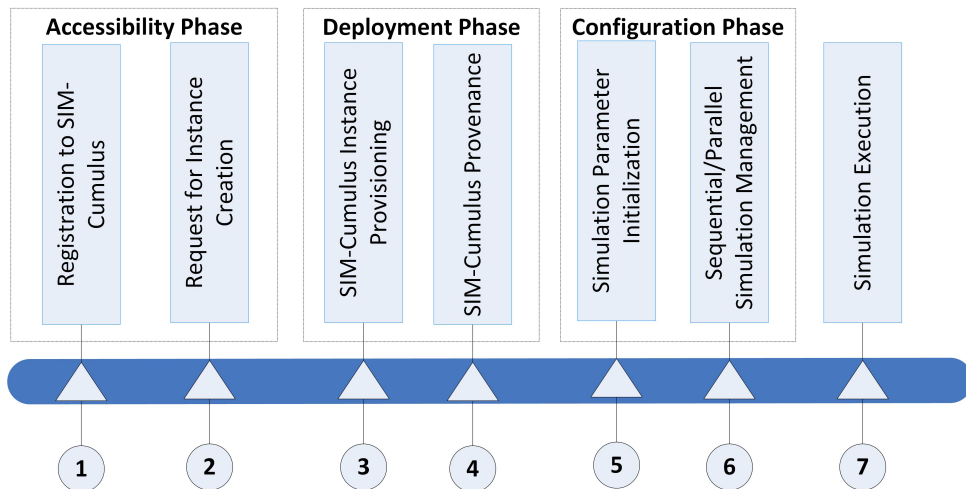 Accessibility Phase
Deployment Phase
Configuration Phase
Registration to SIM-
Cumulus
Request for Instance
Creation
SIM-Cumulus Instance
Provisioning
SIM-Cumulus Provenance
Simulation Parameter
Initialization
Sequential/Parallel
Simulation Management
Simulation Execution
1
2
3
4
5
6
7